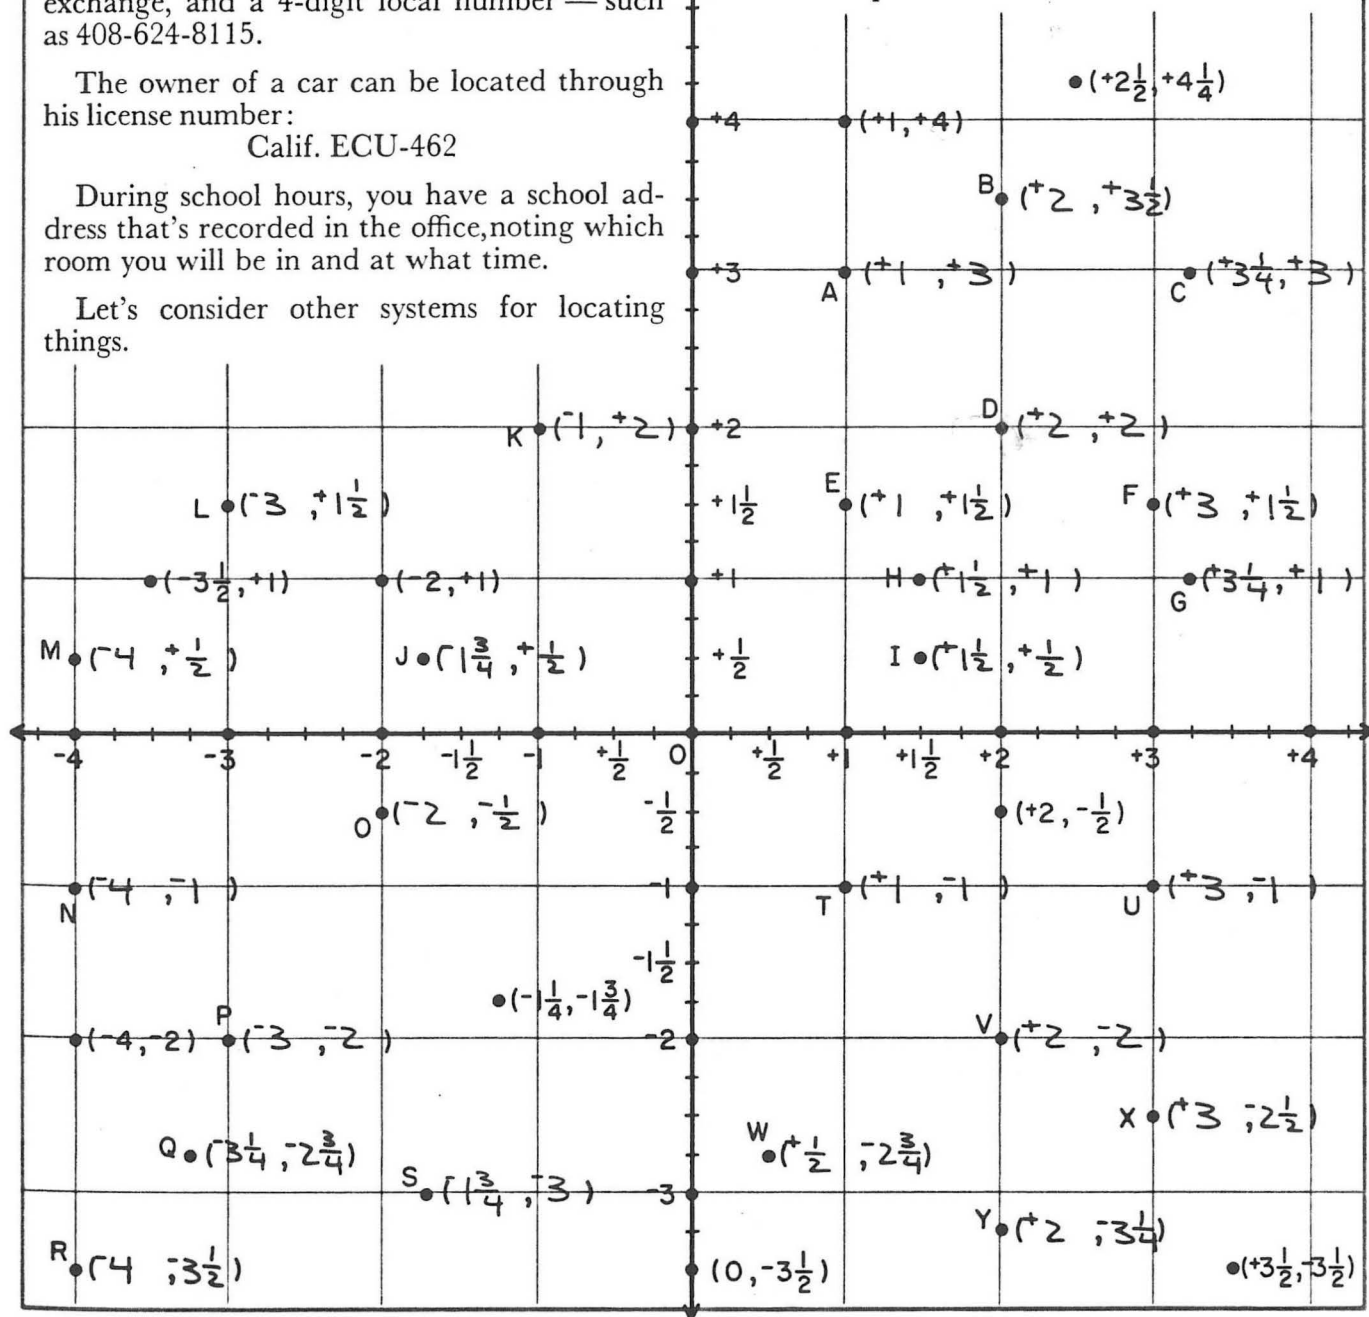 exchange, and a 4-digit local number — such
as 408-624-8115.
The owner of a car can be located through
his license number:
Calif. ECU-462
During school hours, you have a school ad-
dress that's recorded in the office, noting which
room you will be in and at what time.
Let's consider other systems for locating
things.
(+2½, +4¼)
+4 (+1, +4)
B (+2, +3½)
+3 A (+1, +3) C (+3¼, +3)
K (-1, +2) +2 D (+2, +2)
L (-3, +1½) +1½ E (+1, +1½) F (+3, +1½)
(-3½, +1) (-2, +1) +1 H (+1½, +1) G (+3¼, +1)
M (-4, +½) J (-1¾, +½) +½ I (+1½, +½)
-4 -3 -2 -1½ -1 +½ 0 +½ +1 +1½ +2 +3 +4
O (-2, -½) -½ (+2, -½)
N (-4, -1) -1 T (+1, -1) U (+3, -1)
-1½
(-1¼, -1¾)
(-4, -2) P (-3, -2) -2 V (+2, -2)
X (+3, -2½)
Q (-3¼, -2¾) W (+½, -2¾)
S (-1¾, -3) -3
Y (+2, -3¼)
R (-4, -3½) (0, -3½) (+3½, -3½)